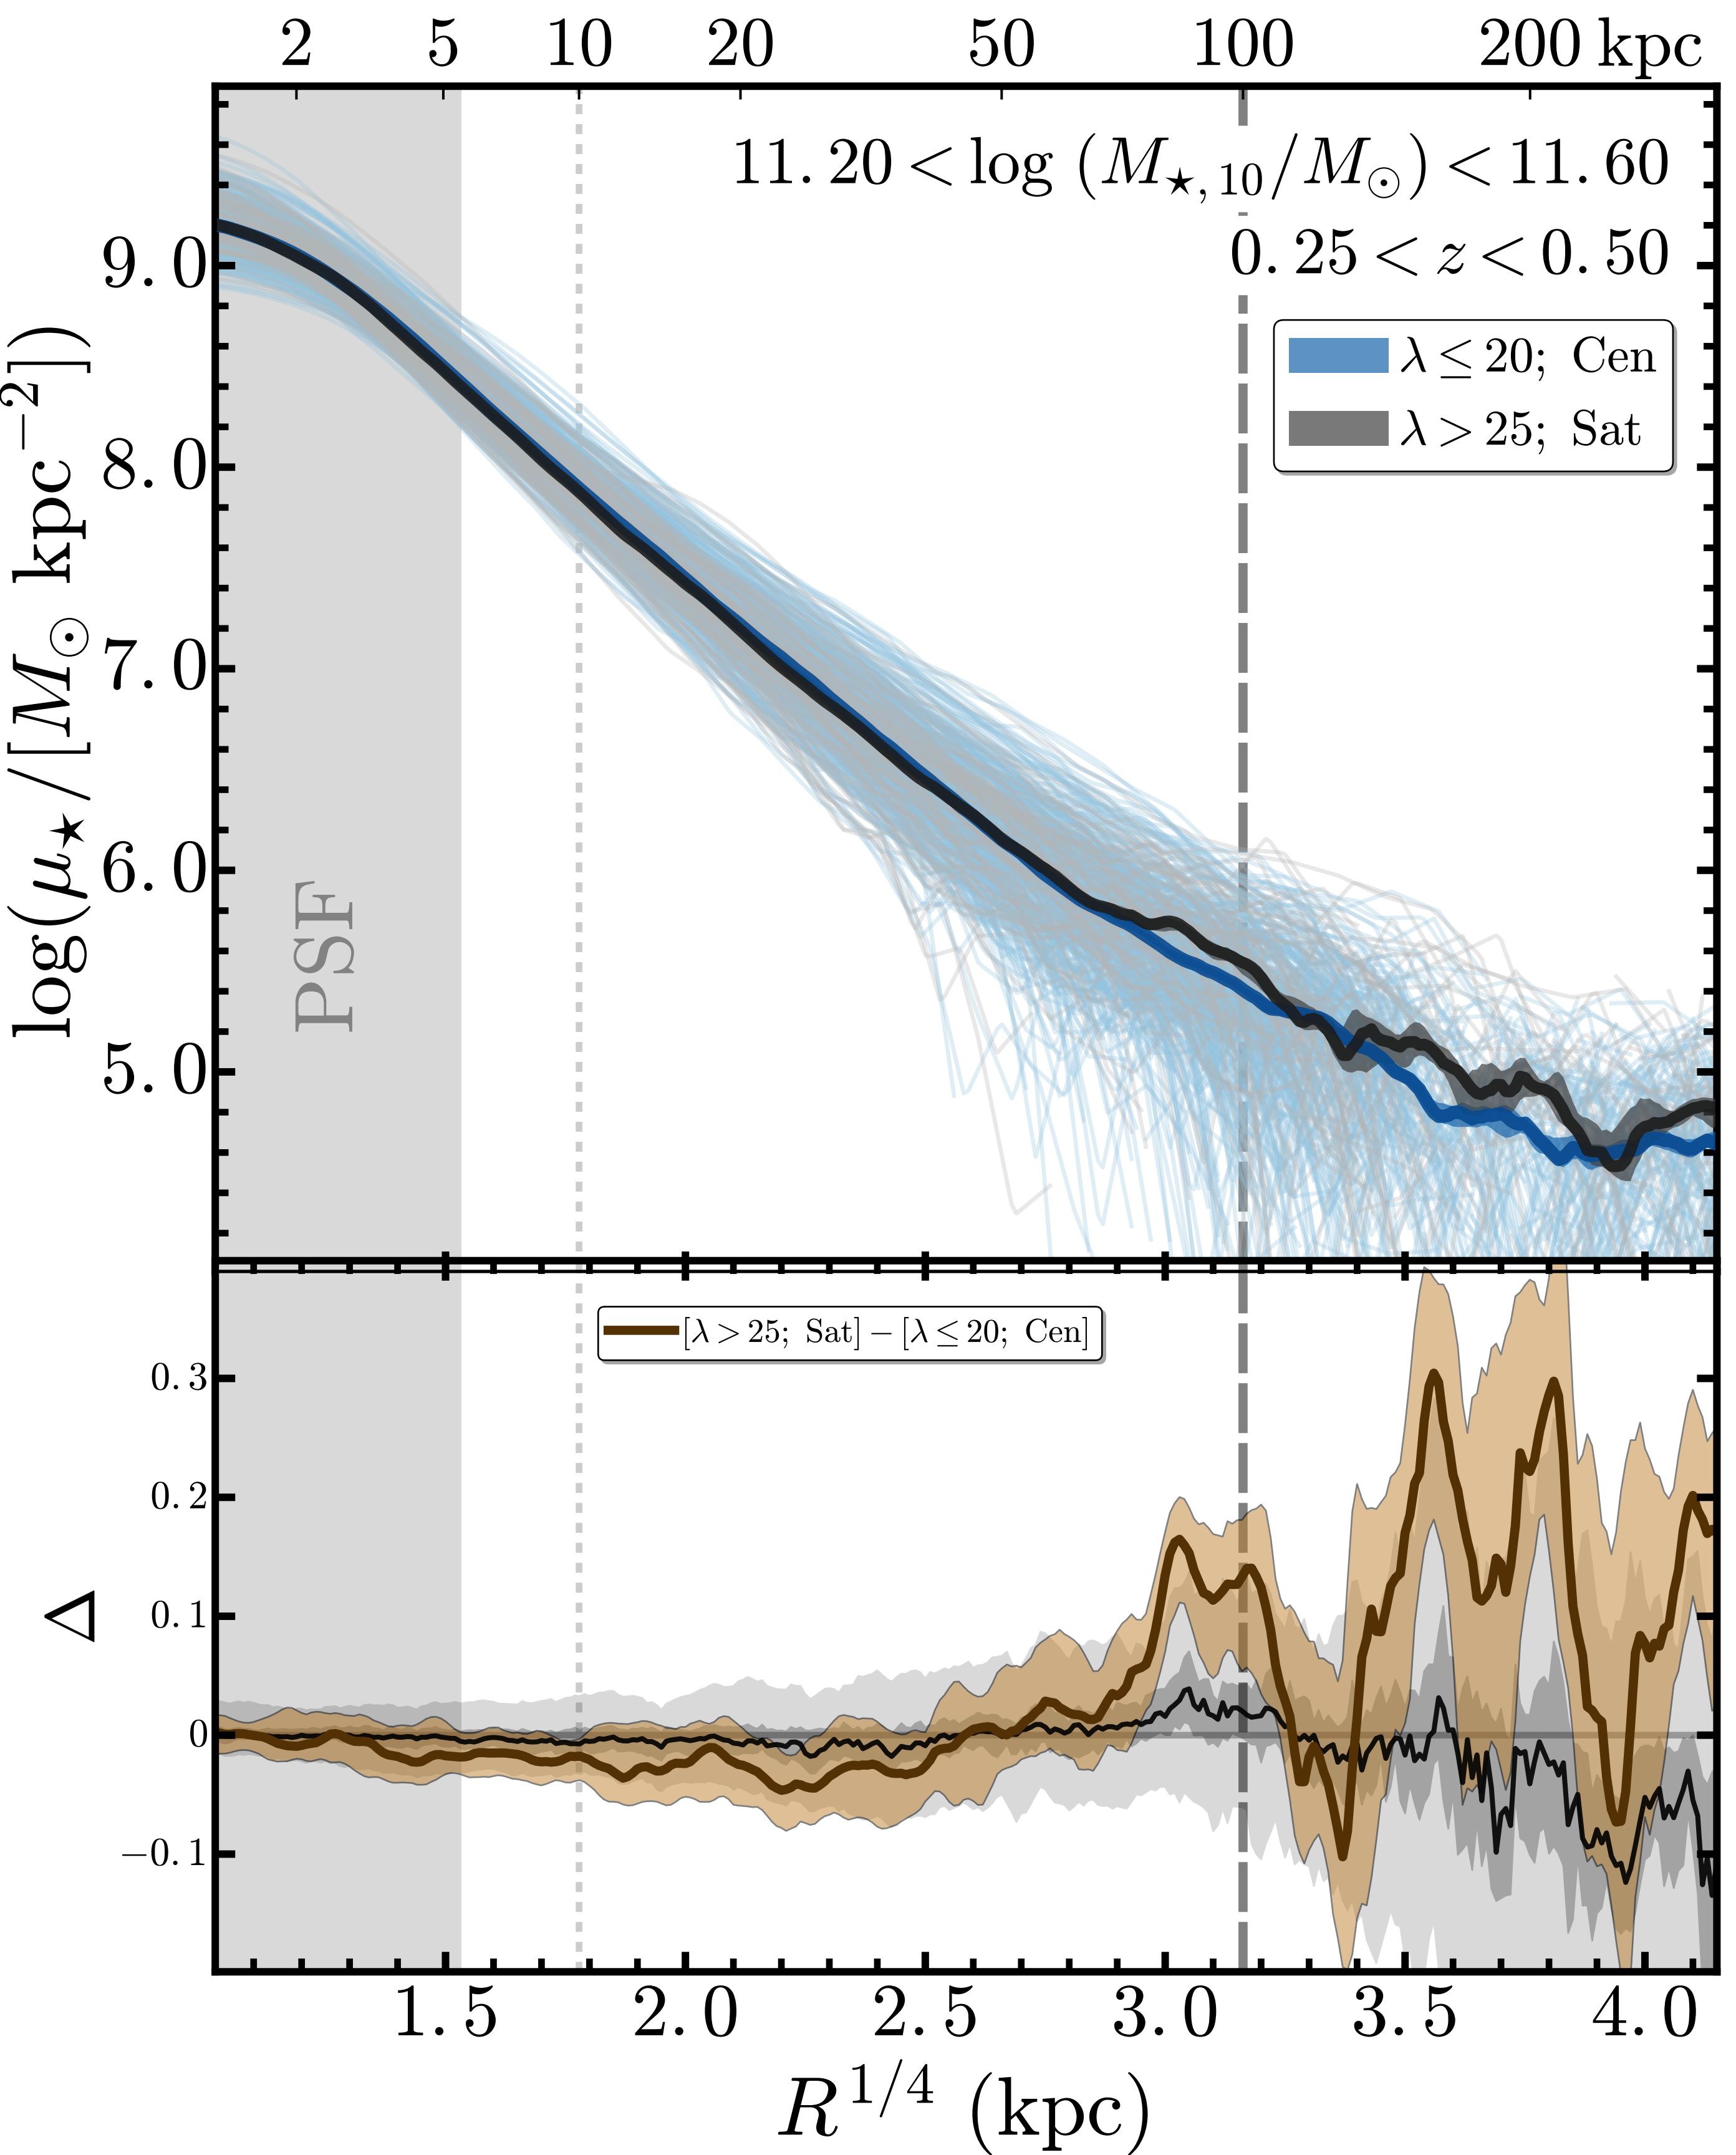 2 5 10 20 50 100 200 kpc
11.20 < log (M⋆,10/M⊙) < 11.60
0.25 < z < 0.50
λ ≤ 20; Cen
λ > 25; Sat
PSF
log(μ⋆/[M⊙ kpc−2])
9.0
8.0
7.0
6.0
5.0
[λ > 25; Sat] − [λ ≤ 20; Cen]
Δ
0.3
0.2
0.1
0
−0.1
1.5 2.0 2.5 3.0 3.5 4.0
R1/4 (kpc)